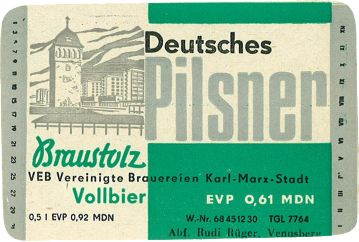 Deutsches
Pilsner
Braustolz
VEB Vereinigte Brauereien Karl-Marx-Stadt
Vollbier
EVP 0,61 MDN
0,5 l EVP 0,92 MDN
W.-Nr. 68451230 TGL 7764
Abf. Rudi Rüger, Venusberg